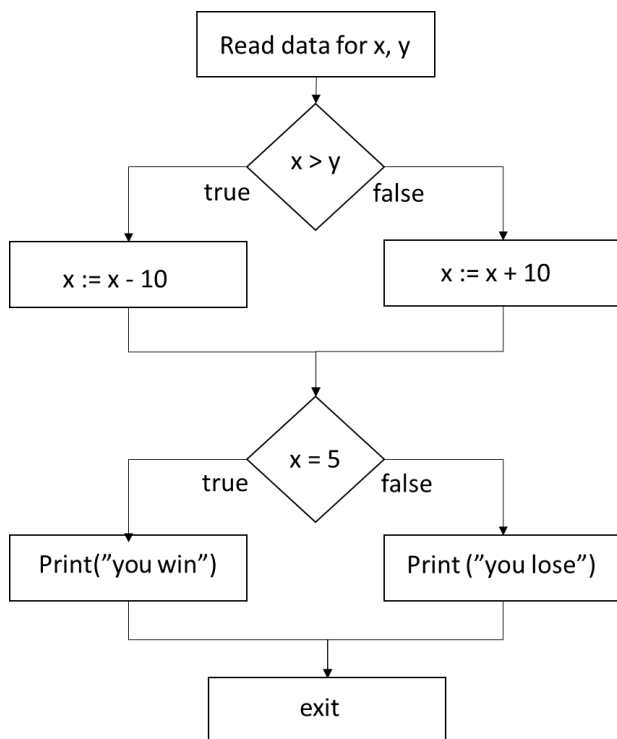 Read data for x, y
x > y
true
false
x := x - 10
x := x + 10
x = 5
true
false
Print(”you win”)
Print (”you lose”)
exit